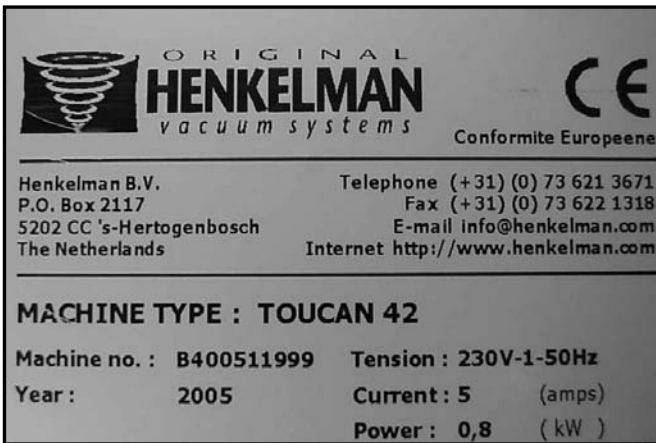 ORIGINAL
HENKELMAN
vacuum systems
CE
Conformite Europeene
Henkelman B.V.
P.O. Box 2117
5202 CC 's-Hertogenbosch
The Netherlands
Telephone (+31) (0) 73 621 3671
Fax (+31) (0) 73 622 1318
E-mail info@henkelman.com
Internet http://www.henkelman.com
MACHINE TYPE : TOUCAN 42
Machine no. : B400511999 Tension : 230V-1-50Hz
Year : 2005 Current : 5 (amps)
Power : 0,8 (kW)